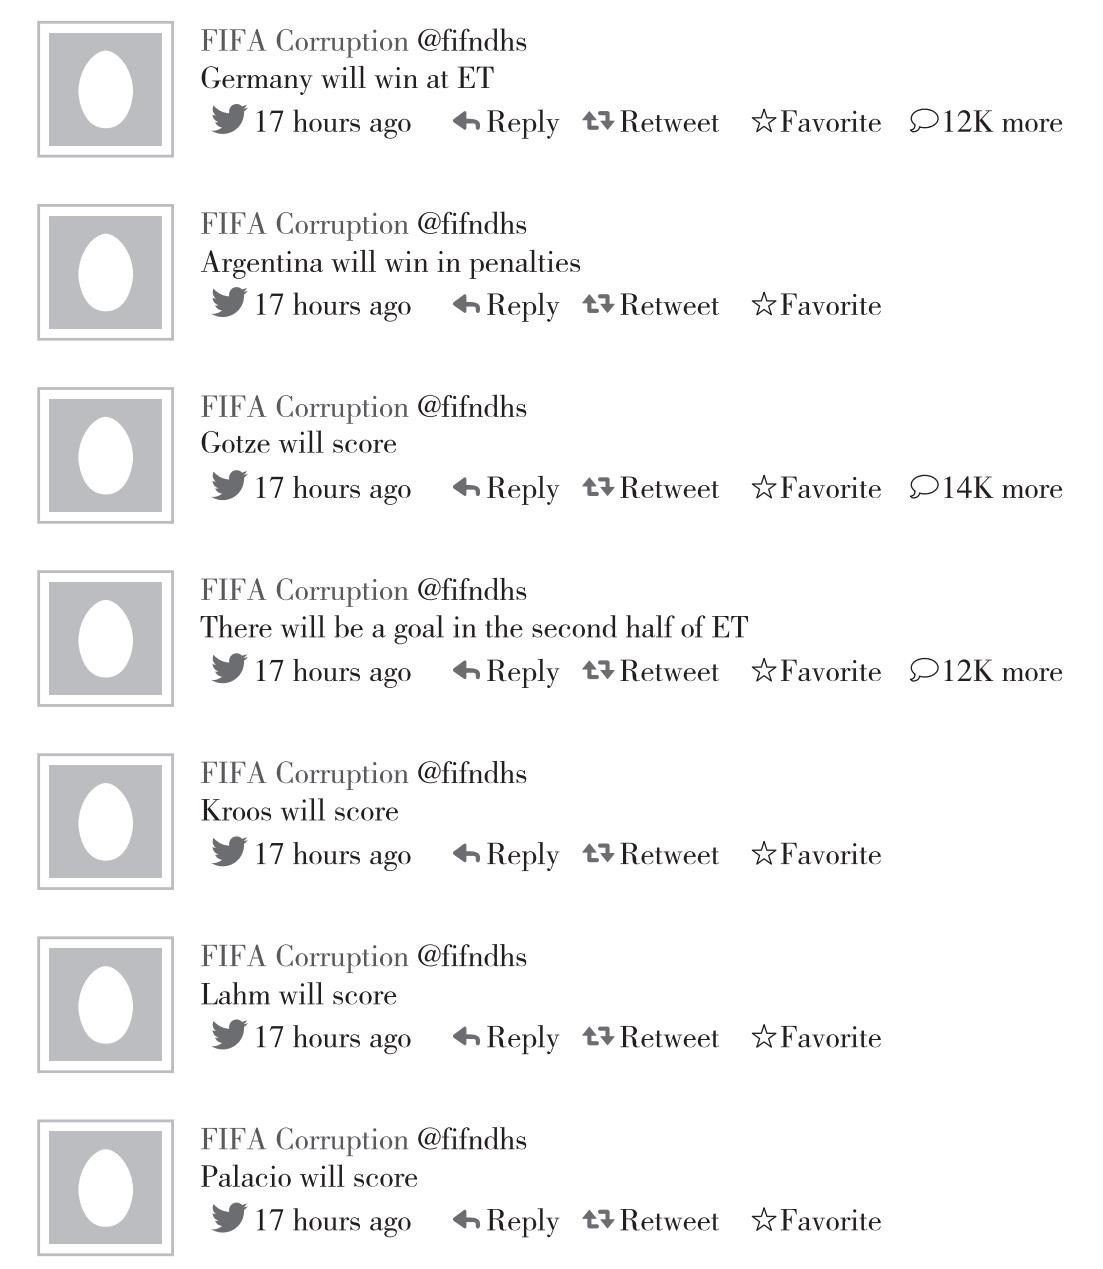 FIFA Corruption @fifndhs
Germany will win at ET
17 hours ago Reply Retweet Favorite 12K more
FIFA Corruption @fifndhs
Argentina will win in penalties
17 hours ago Reply Retweet Favorite
FIFA Corruption @fifndhs
Gotze will score
17 hours ago Reply Retweet Favorite 14K more
FIFA Corruption @fifndhs
There will be a goal in the second half of ET
17 hours ago Reply Retweet Favorite 12K more
FIFA Corruption @fifndhs
Kroos will score
17 hours ago Reply Retweet Favorite
FIFA Corruption @fifndhs
Lahm will score
17 hours ago Reply Retweet Favorite
FIFA Corruption @fifndhs
Palacio will score
17 hours ago Reply Retweet Favorite